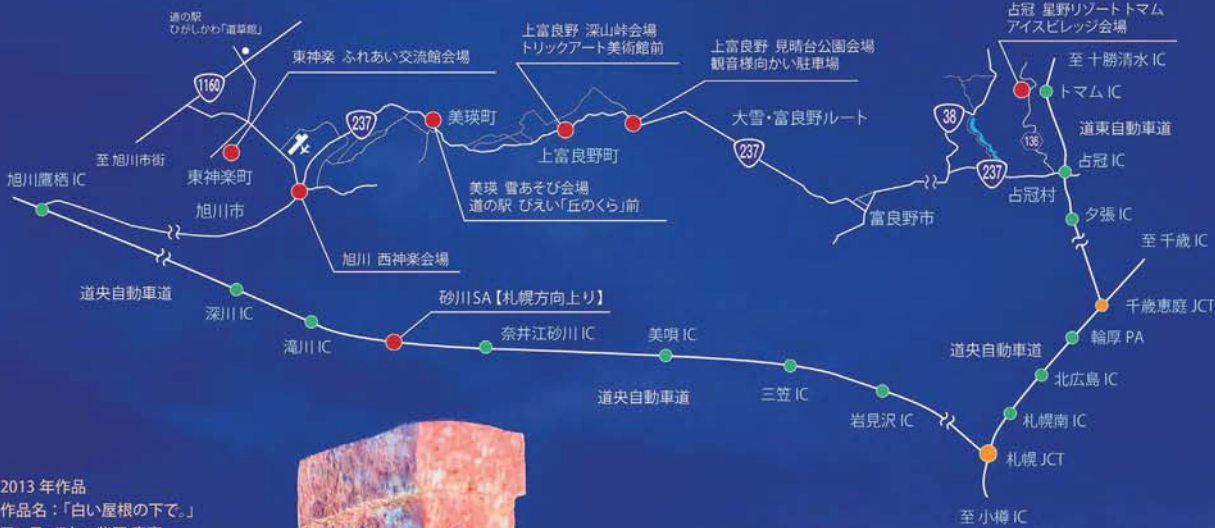 道の駅
ひがしかわ「道草館」
1160
東神楽 ふれあい交流館会場
上富良野 深山峠会場
トリックアート美術館前
上富良野 見晴台公園会場
観音様向かい駐車場
占冠 星野リゾート トマム
アイスビレッジ会場
至 十勝清水 IC
トマム IC
237
美瑛町
38
大雪・富良野ルート
道東自動車道
136
至 旭川市街
東神楽町
上富良野町
237
237
占冠 IC
旭川鷹栖 IC
旭川市
美瑛 雪あそび会場
道の駅 びえい「丘のくら」前
富良野市
占冠村
夕張 IC
至 千歳 IC
旭川 西神楽会場
道央自動車道
深川 IC
砂川 SA【札幌方向上り】
千歳恵庭 JCT
滝川 IC
奈井江砂川 IC
美唄 IC
輪厚 PA
道央自動車道
三笠 IC
北広島 IC
道央自動車道
岩見沢 IC
札幌南 IC
札幌 JCT
2013 年作品
作品名：「白い屋根の下で。」
至 小樽 IC